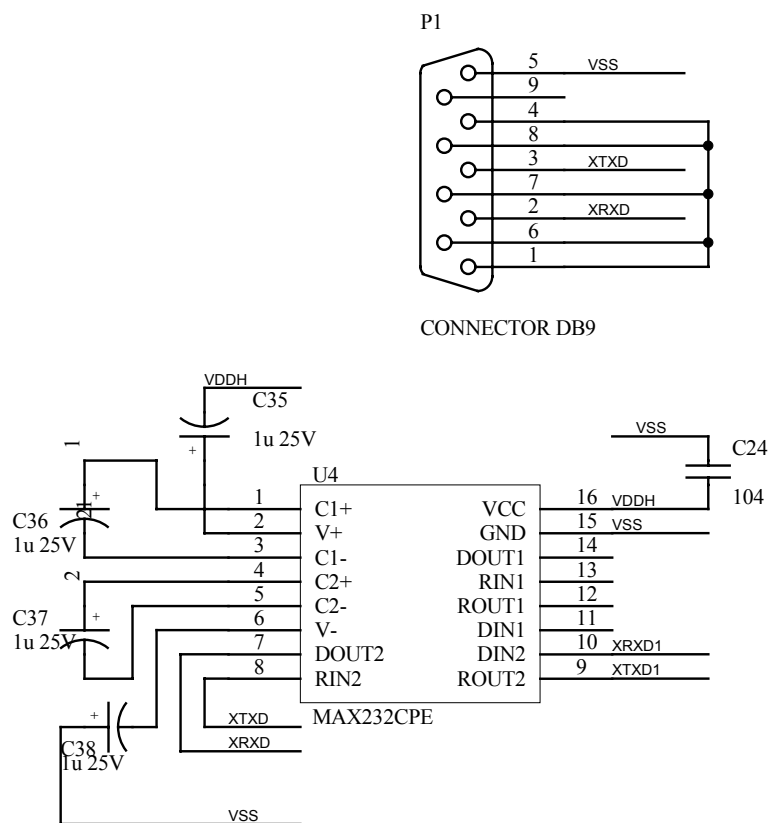 P1
5 VSS
9
4
8
3 XTXD
7
2 XRXD
6
1
CONNECTOR DB9
VDDH
C35
1u 25V
+
VSS
C24
104
1
+
21
C36
1u 25V
2
+
C37
1u 25V
+
C38
1u 25V
U4
1 C1+ VCC 16 VDDH
2 V+ GND 15 VSS
3 C1- DOUT1 14
4 C2+ RIN1 13
5 C2- ROUT1 12
6 V- DIN1 11
7 DOUT2 DIN2 10 XRXD1
8 RIN2 ROUT2 9 XTXD1
MAX232CPE
XTXD
XRXD
VSS